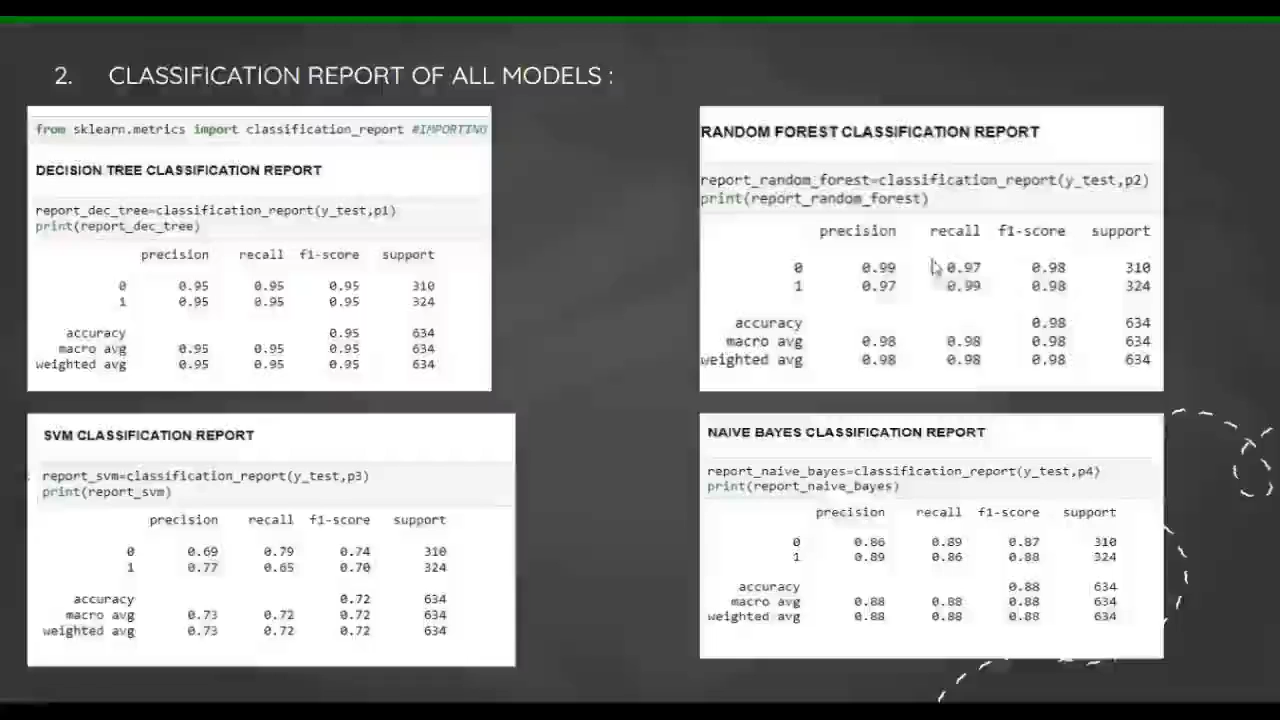 2. CLASSIFICATION REPORT OF ALL MODELS :
from sklearn.metrics import classification_report #IMPORTING
DECISION TREE CLASSIFICATION REPORT
report_dec_tree=classification_report(y_test,p1)
print(report_dec_tree)
precision recall f1-score support
0 0.95 0.95 0.95 310
1 0.95 0.95 0.95 324
accuracy 0.95 634
macro avg 0.95 0.95 0.95 634
weighted avg 0.95 0.95 0.95 634
RANDOM FOREST CLASSIFICATION REPORT
report_random_forest=classification_report(y_test,p2)
print(report_random_forest)
precision recall f1-score support
0 0.99 0.97 0.98 310
1 0.97 0.99 0.98 324
accuracy 0.98 634
macro avg 0.98 0.98 0.98 634
weighted avg 0.98 0.98 0.98 634
SVM CLASSIFICATION REPORT
report_svm=classification_report(y_test,p3)
print(report_svm)
precision recall f1-score support
0 0.69 0.79 0.74 310
1 0.77 0.65 0.70 324
accuracy 0.72 634
macro avg 0.73 0.72 0.72 634
weighted avg 0.73 0.72 0.72 634
NAIVE BAYES CLASSIFICATION REPORT
report_naive_bayes=classification_report(y_test,p4)
print(report_naive_bayes)
precision recall f1-score support
0 0.86 0.89 0.87 310
1 0.89 0.86 0.88 324
accuracy 0.88 634
macro avg 0.88 0.88 0.88 634
weighted avg 0.88 0.88 0.88 634